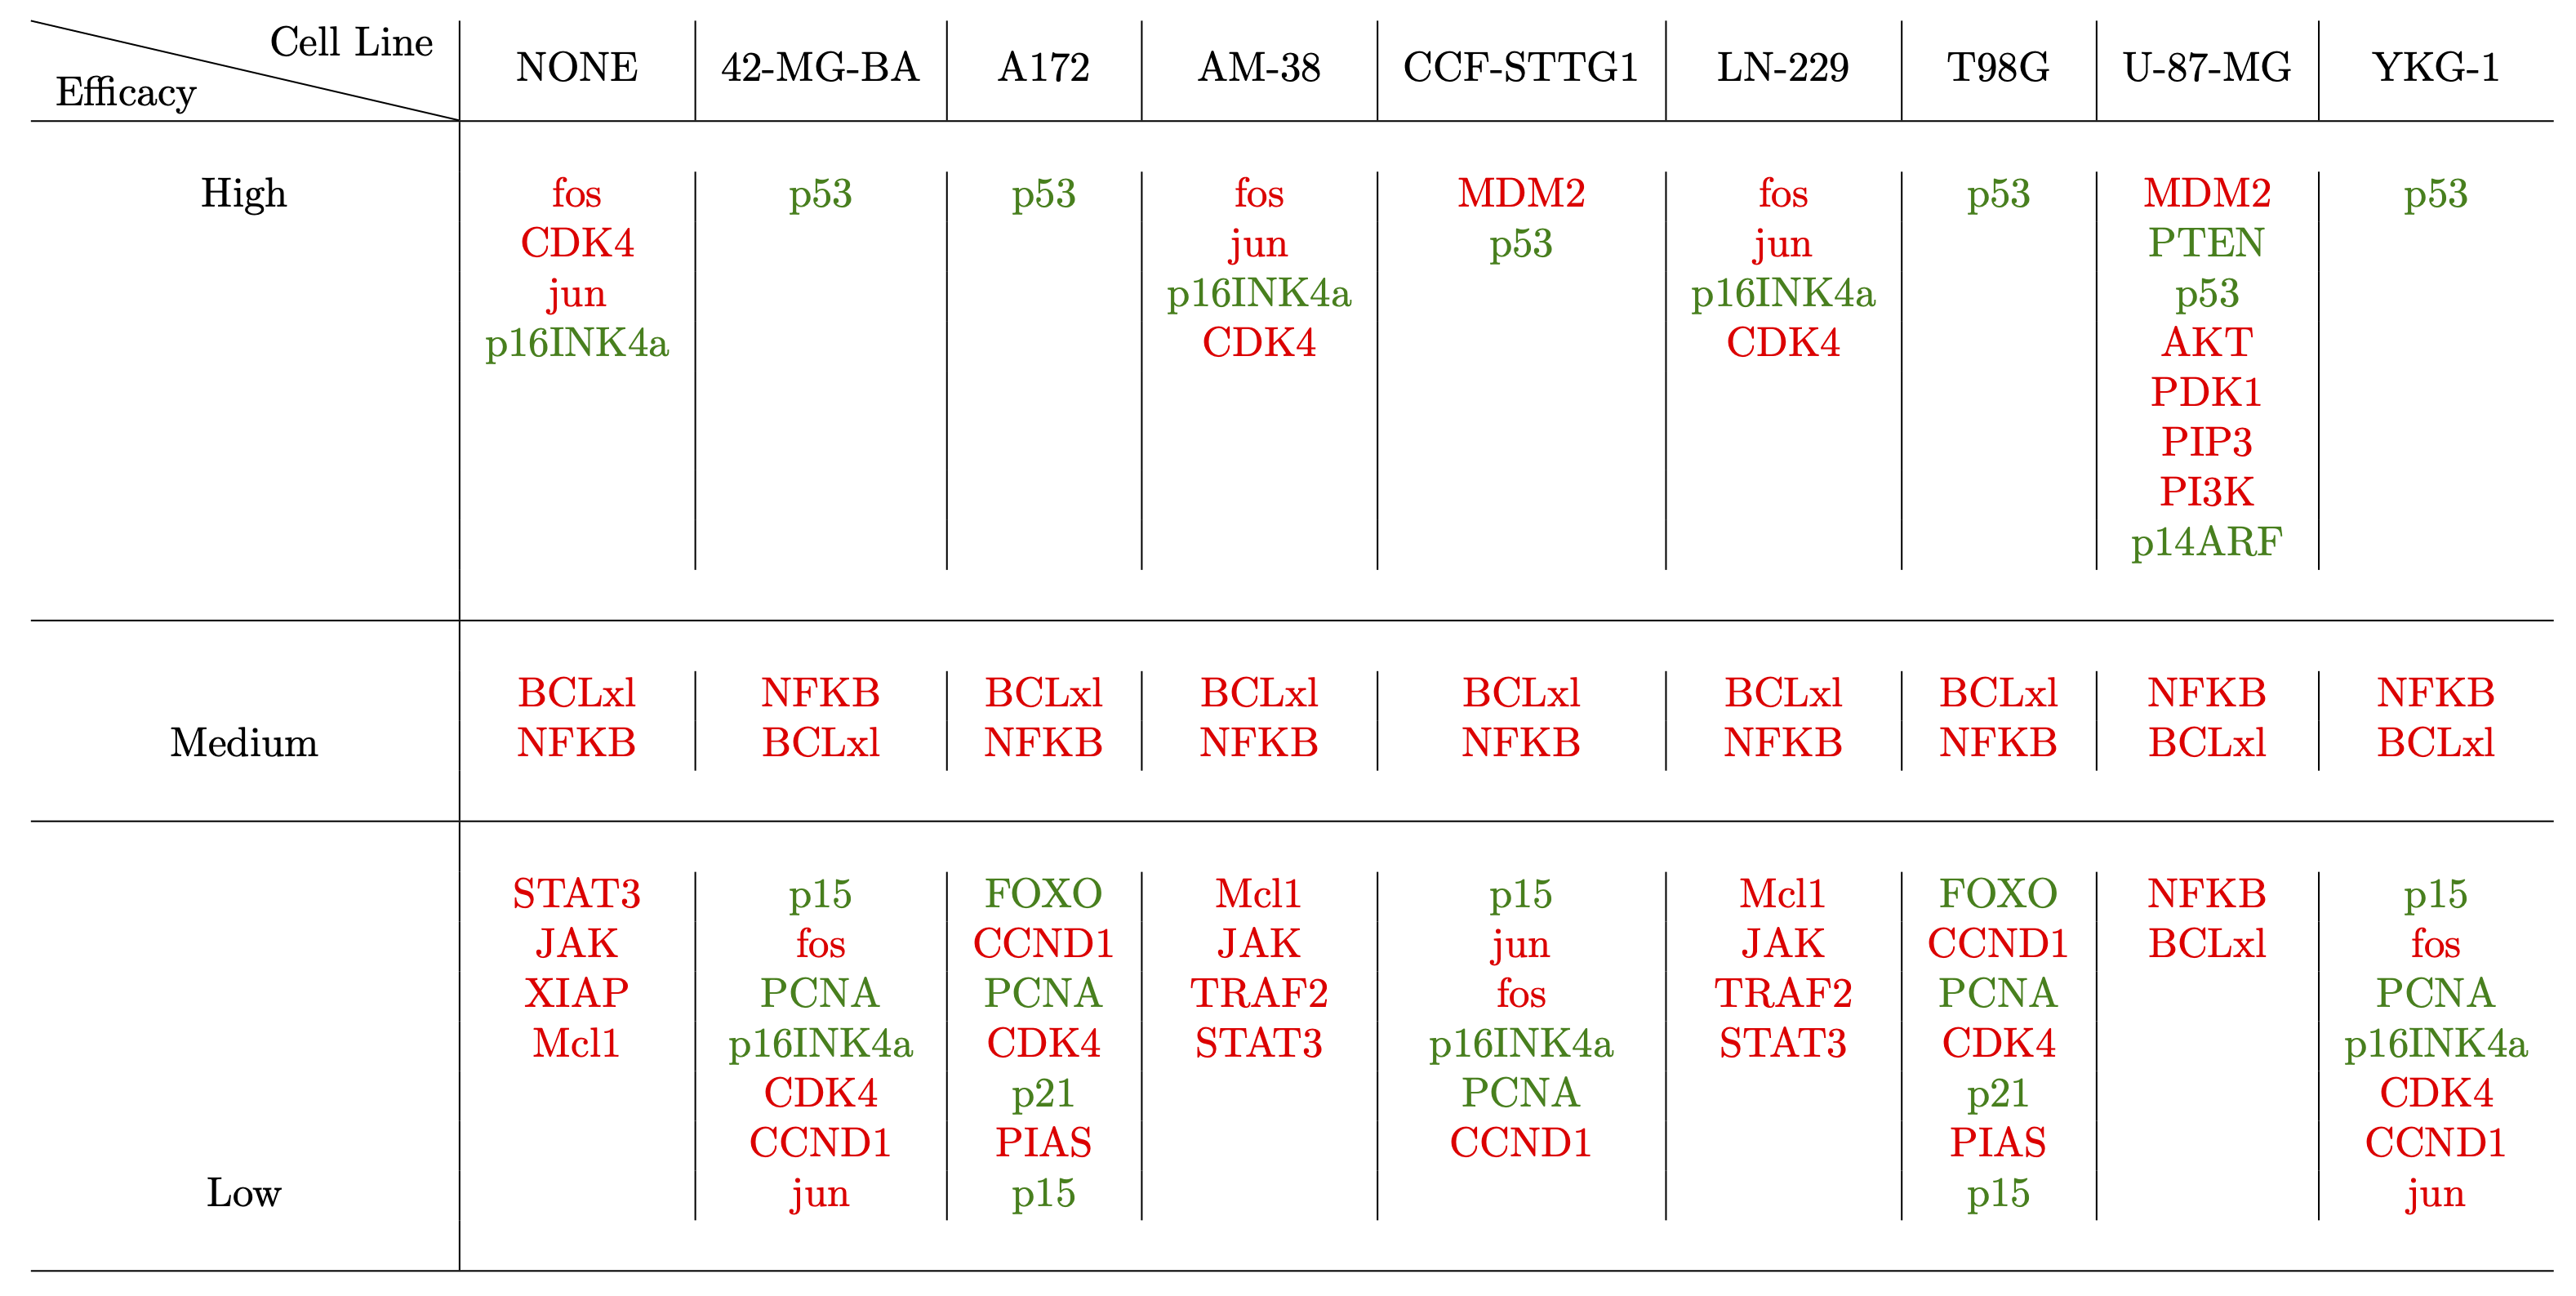 Cell Line
Efficacy
NONE 42-MG-BA A172 AM-38 CCF-STTG1 LN-229 T98G U-87-MG YKG-1
High fos p53 p53 fos MDM2 fos p53 MDM2 p53
CDK4 jun p53 jun PTEN
jun p16INK4a p16INK4a p53
p16INK4a CDK4 CDK4 AKT
PDK1
PIP3
PI3K
p14ARF
BCLxl NFKB BCLxl BCLxl BCLxl BCLxl BCLxl NFKB NFKB
Medium NFKB BCLxl NFKB NFKB NFKB NFKB NFKB BCLxl BCLxl
STAT3 p15 FOXO Mcl1 p15 Mcl1 FOXO NFKB p15
JAK fos CCND1 JAK jun JAK CCND1 BCLxl fos
XIAP PCNA PCNA TRAF2 fos TRAF2 PCNA PCNA
Mcl1 p16INK4a CDK4 STAT3 p16INK4a STAT3 CDK4 p16INK4a
CDK4 p21 PCNA p21 CDK4
CCND1 PIAS CCND1 PIAS CCND1
Low jun p15 p15 jun